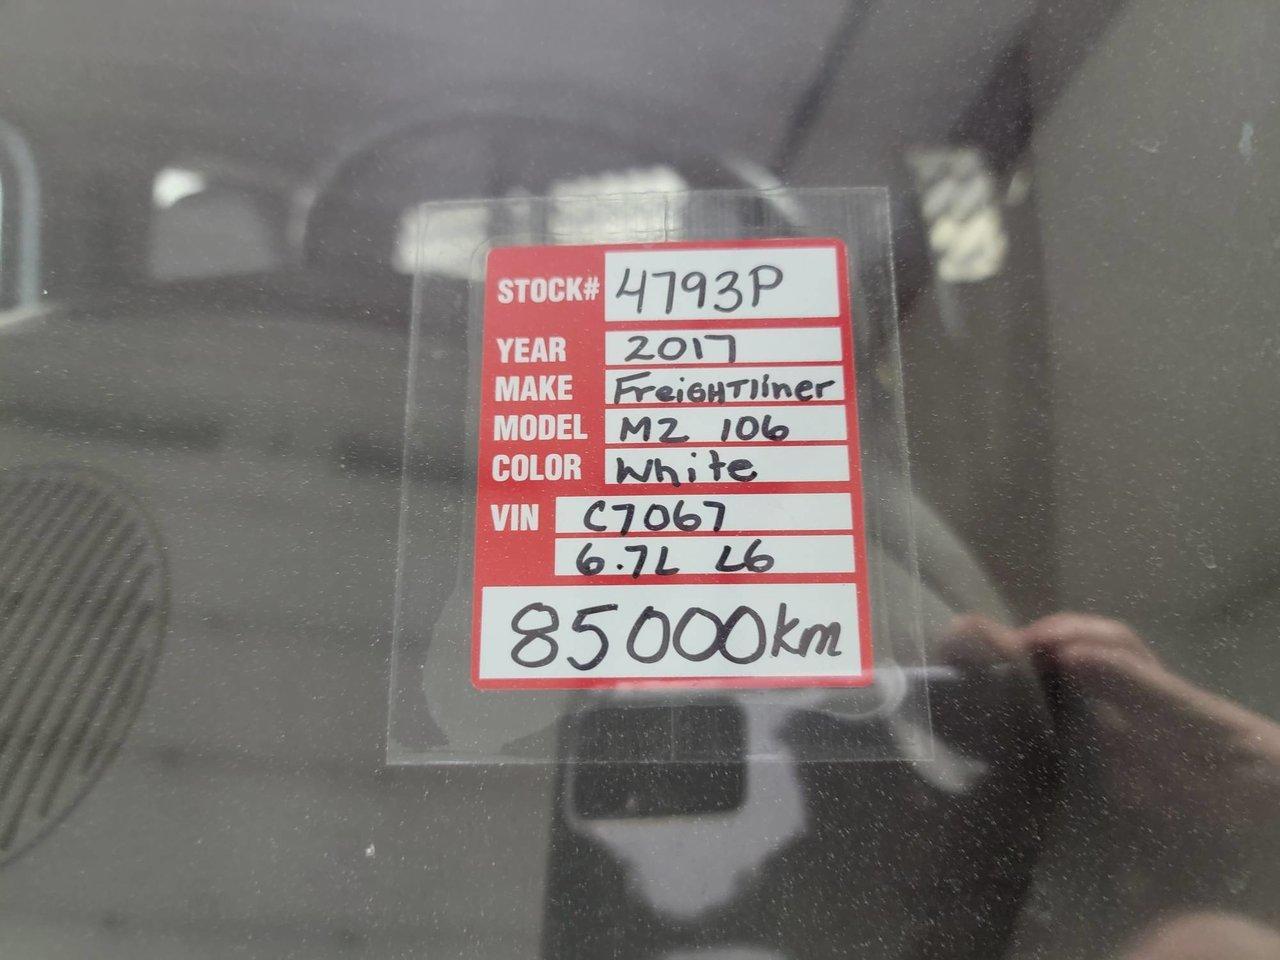 STOCK# 4793P
YEAR 2017
MAKE FreiGHTliner
MODEL M2 106
COLOR White
VIN C7067
6.7L L6
85000km